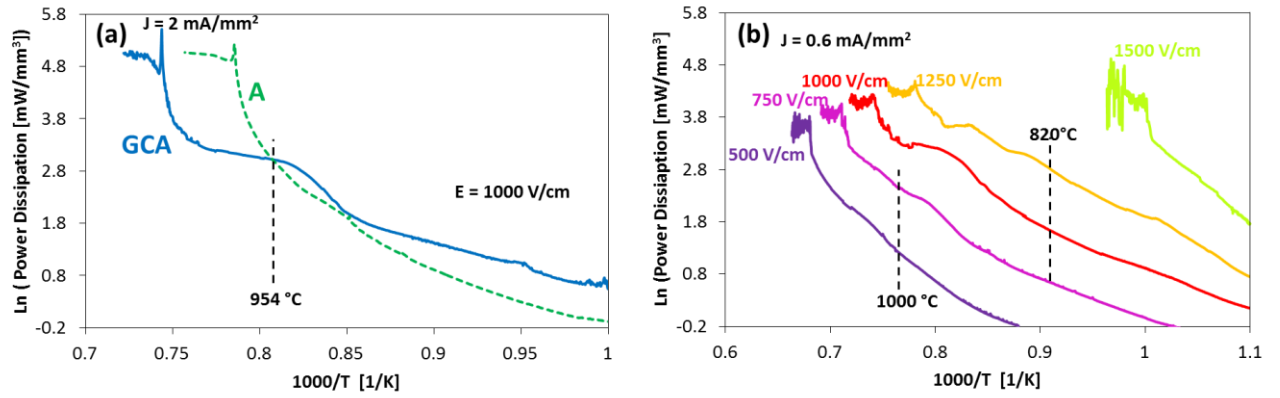 (a)
J = 2 mA/mm²
A
GCA
E = 1000 V/cm
954 °C
5.8
4.8
3.8
2.8
1.8
0.8
-0.2
Ln ( Power Dissipation [mW/mm³])
0.7
0.75
0.8
0.85
0.9
0.95
1
1000/T [1/K]
(b)
J = 0.6 mA/mm²
1500 V/cm
1000 V/cm
1250 V/cm
750 V/cm
500 V/cm
820°C
1000 °C
5.8
4.8
3.8
2.8
1.8
0.8
-0.2
Ln (Power Dissiaption [mW/mm³]
0.6
0.7
0.8
0.9
1
1.1
1000/T [1/K]